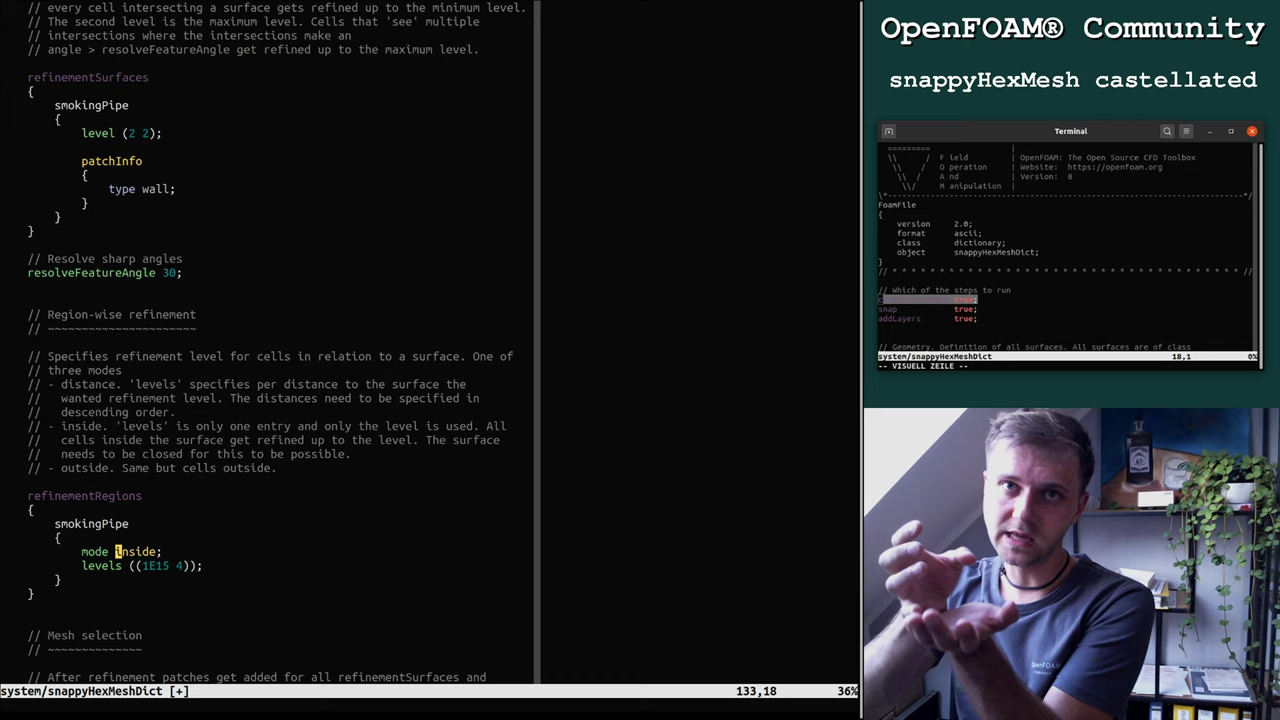 // every cell intersecting a surface gets refined up to the minimum level.
// The second level is the maximum level. Cells that 'see' multiple
// intersections where the intersections make an
// angle > resolveFeatureAngle get refined up to the maximum level.
refinementSurfaces
{
smokingPipe
{
level (2 2);
patchInfo
{
type wall;
}
}
}
// Resolve sharp angles
resolveFeatureAngle 30;
// Region-wise refinement
// ~~~~~~~~~~~~~~~~~~~~~~
// Specifies refinement level for cells in relation to a surface. One of
// three modes
// - distance. 'levels' specifies per distance to the surface the
//   wanted refinement level. The distances need to be specified in
//   descending order.
// - inside. 'levels' is only one entry and only the level is used. All
//   cells inside the surface get refined up to the level. The surface
//   needs to be closed for this to be possible.
// - outside. Same but cells outside.
refinementRegions
{
smokingPipe
{
mode inside;
levels ((1E15 4));
}
}
// Mesh selection
// ~~~~~~~~~~~~~~
// After refinement patches get added for all refinementSurfaces and
system/snappyHexMeshDict [+] 133,18 36%
OpenFOAM® Community
snappyHexMesh castellated
Terminal
========= |
\\ / F ield | OpenFOAM: The Open Source CFD Toolbox
\\ / O peration | Website: https://openfoam.org
\\ / A nd | Version: 8
\\/ M anipulation |
\*---------------------------------------------------------------------------*/
FoamFile
{
version 2.0;
format ascii;
class dictionary;
object snappyHexMeshDict;
}
// * * * * * * * * * * * * * * * * * * * * * * * * * * * * * * * * * * * * * //
// Which of the steps to run
true;
snap true;
addLayers true;
// Geometry. Definition of all surfaces. All surfaces are of class
system/snappyHexMeshDict 18,1 0%
-- VISUELL ZEILE --
OpenFOAM